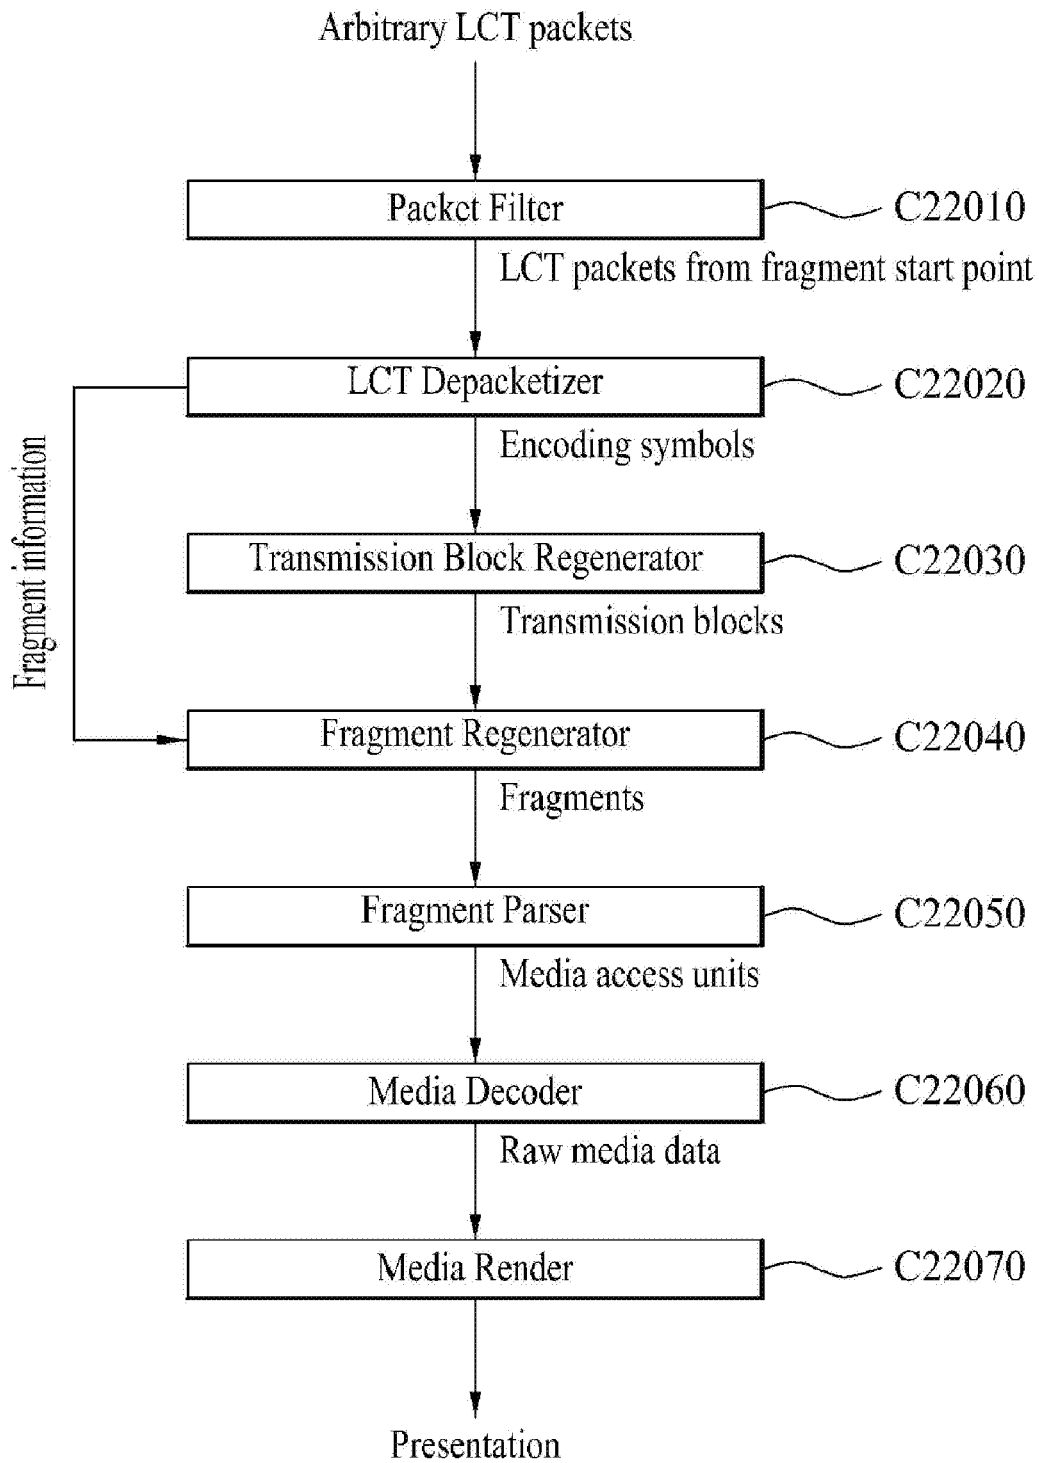 Arbitrary LCT packets
Packet Filter
C22010
LCT packets from fragment start point
LCT Depacketizer
C22020
Encoding symbols
Fragment information
Transmission Block Regenerator
C22030
Transmission blocks
Fragment Regenerator
C22040
Fragments
Fragment Parser
C22050
Media access units
Media Decoder
C22060
Raw media data
Media Render
C22070
Presentation